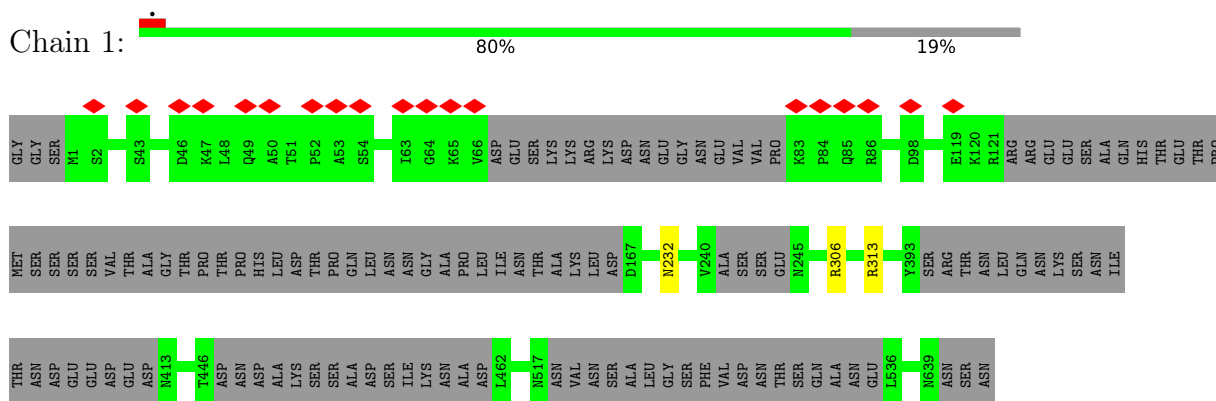 Chain 1:
80% 19%
GLY GLY SER M1 S2 S43 D46 K47 L48 Q49 A50 T51 P52 A53 S54 I63 G64 K65 V66 ASP GLU SER LYS LYS ARG LYS ASP ASN GLU GLY ASN GLU VAL VAL PRO K83 P84 Q85 R86 D98 E119 K120 R121 ARG ARG GLU GLU SER ALA GLN HIS THR GLU THR PRO
MET SER SER SER SER VAL THR ALA GLY THR PRO THR PRO HIS LEU ASP THR PRO GLN LEU ASN ASN GLY ALA PRO LEU ILE ASN THR ALA LYS LEU ASP D167 N232 V240 ALA SER SER GLU N245 R306 R313 Y393 SER ARG THR ASN LEU GLN ASN LYS SER ASN ILE
THR ASN ASP GLU GLU ASP GLU ASP N413 T446 ASP ASN ASP ALA LYS SER SER ALA ASP SER ILE LYS ASN ALA ASP L462 N517 ASN VAL ASN SER ALA LEU GLY SER PHE VAL ASP ASN THR SER GLN ALA ASN GLU L536 N639 ASN SER ASN